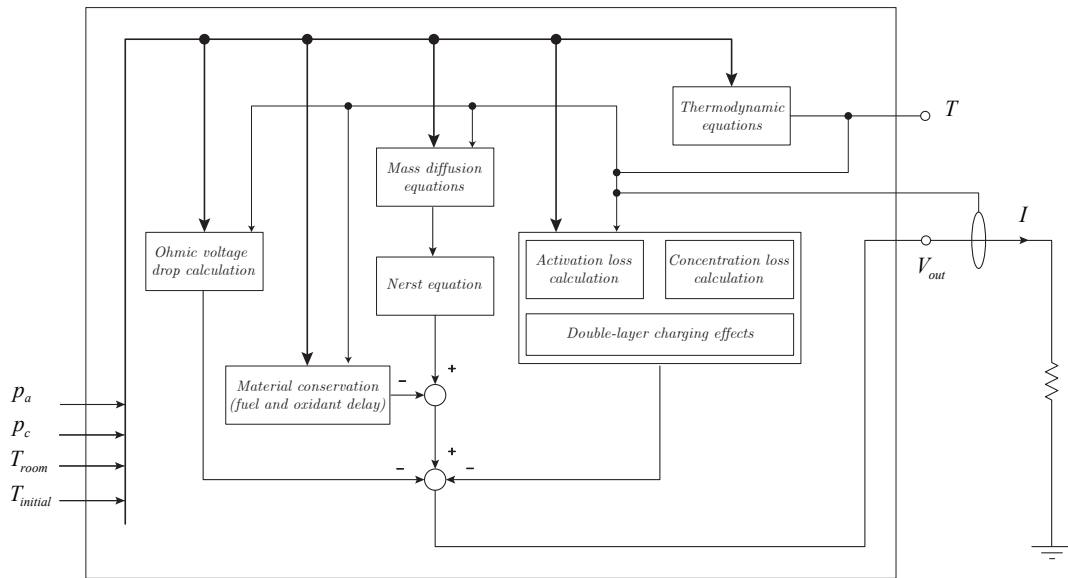 Thermodynamic
equations
T
Mass diffusion
equations
I
Ohmic voltage
drop calculation
Activation loss
calculation
Concentration loss
calculation
V_out
Nerst equation
Double-layer charging effects
+
Material conservation
(fuel and oxidant delay)
−
p_a
p_c
+
T_room
−
−
T_initial